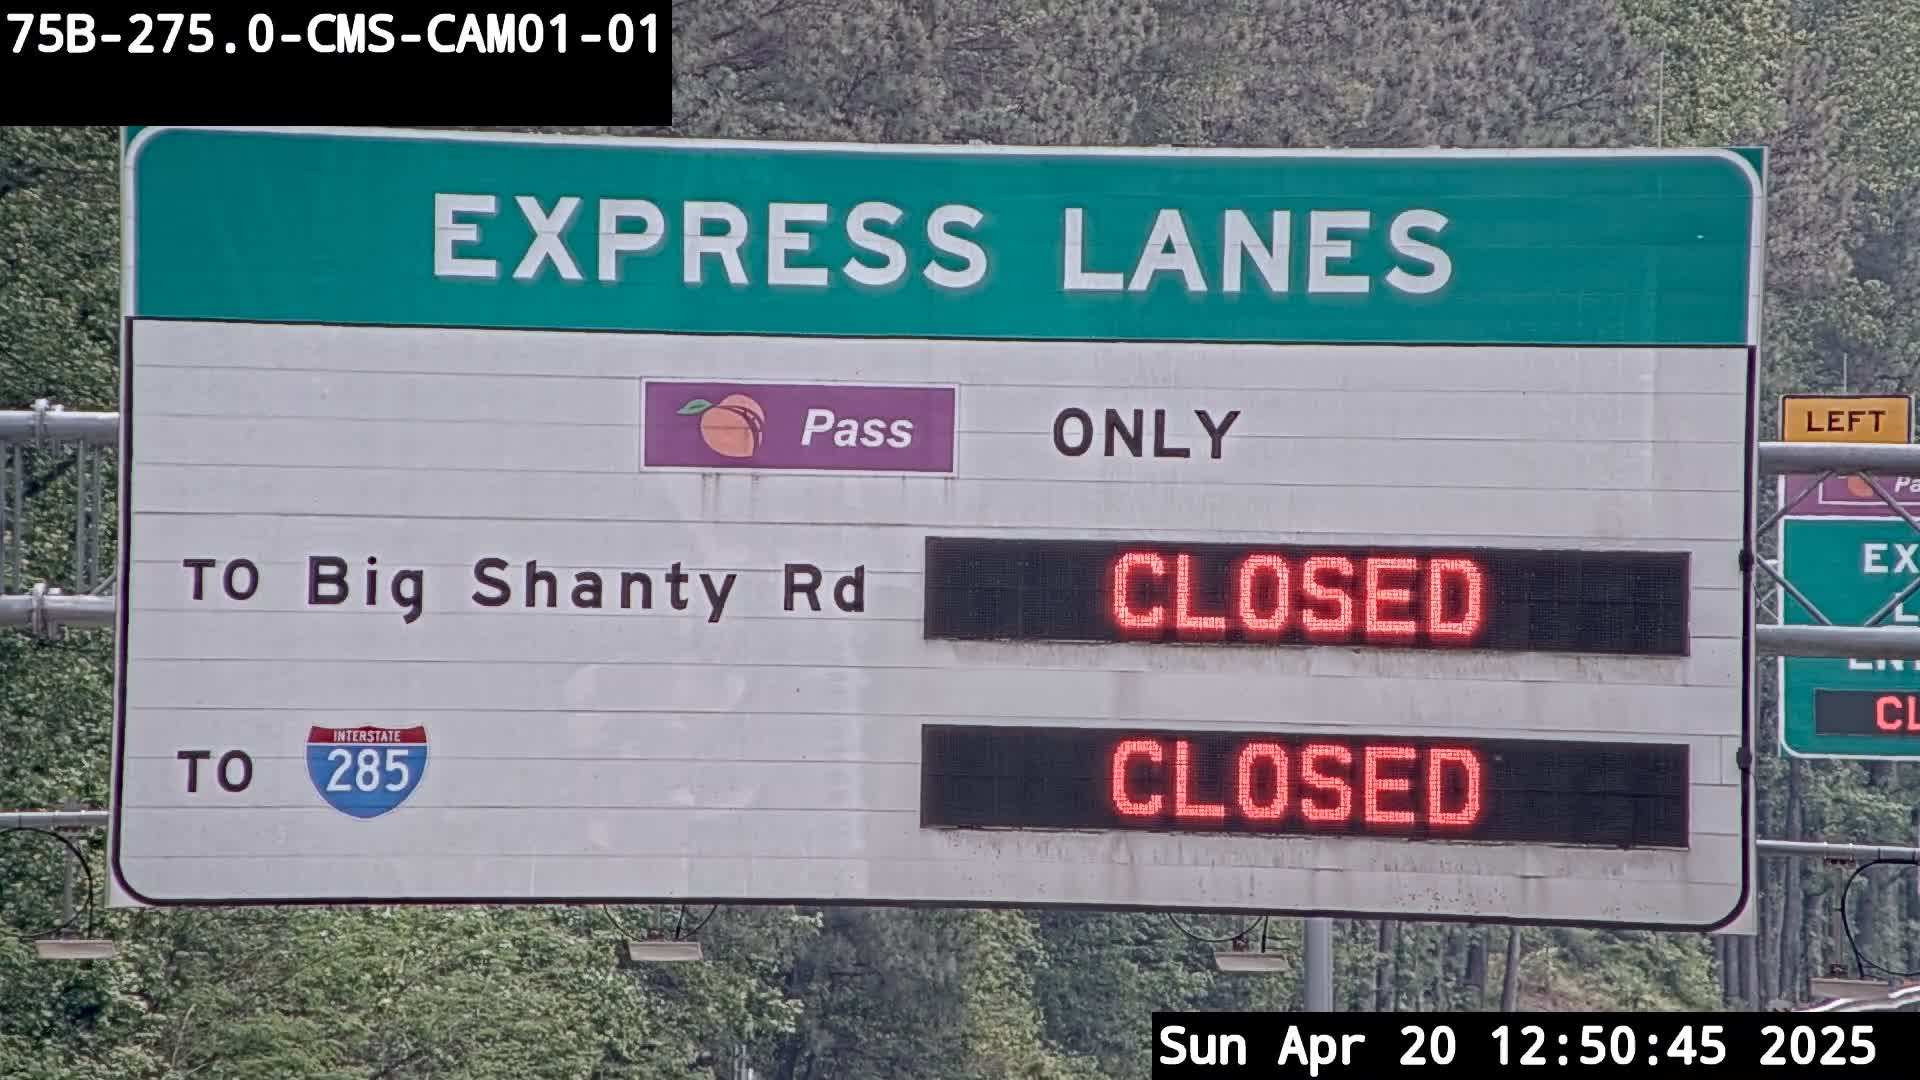 75B-275.0-CMS-CAM01-01
EXPRESS LANES
Pass ONLY
TO Big Shanty Rd CLOSED
TO INTERSTATE 285 CLOSED
LEFT
Sun Apr 20 12:50:45 2025